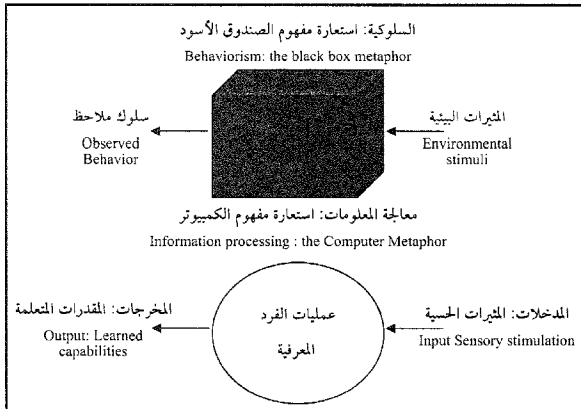 السلوكية: استعارة مفهوم الصندوق الأسود
Behaviorism: the black box metaphor
المثيرات البيئية
Environmental
stimuli
سلوك ملاحظ
Observed
Behavior
معالجة المعلومات: استعارة مفهوم الكمبيوتر
Information processing : the Computer Metaphor
المدخلات: المثيرات الحسية
Input Sensory stimulation
عمليات الفرد
المعرفية
المخرجات: المقدرات المتعلمة
Output: Learned
capabilities